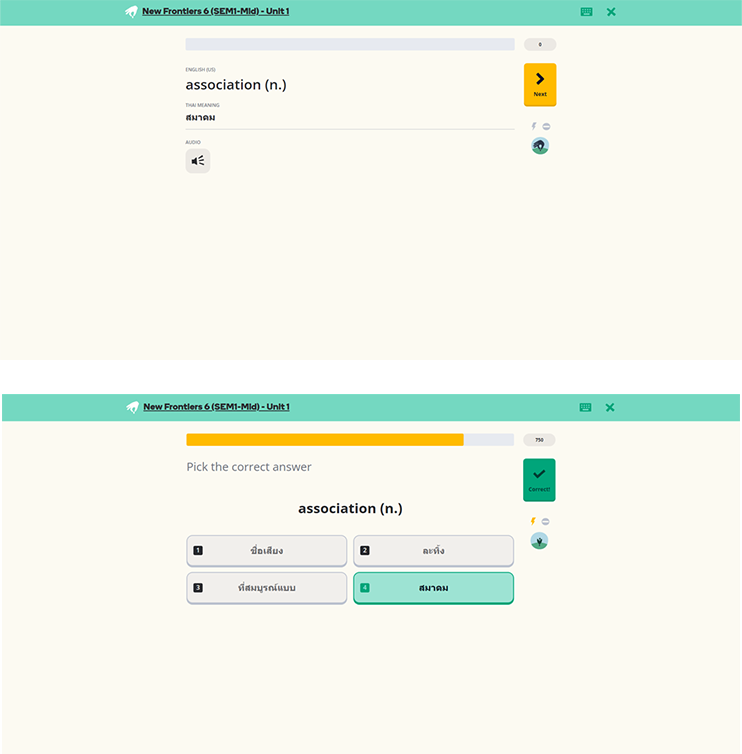 New Frontiers 6 (SEM1-Mid) - Unit 1
0
ENGLISH (US)
association (n.)
Next
THAI MEANING
สมาคม
AUDIO
New Frontiers 6 (SEM1-Mid) - Unit 1
750
Pick the correct answer
Correct!
association (n.)
1 ชื่อเสียง
2 ละทิ้ง
3 ที่สมบูรณ์แบบ
4 สมาคม